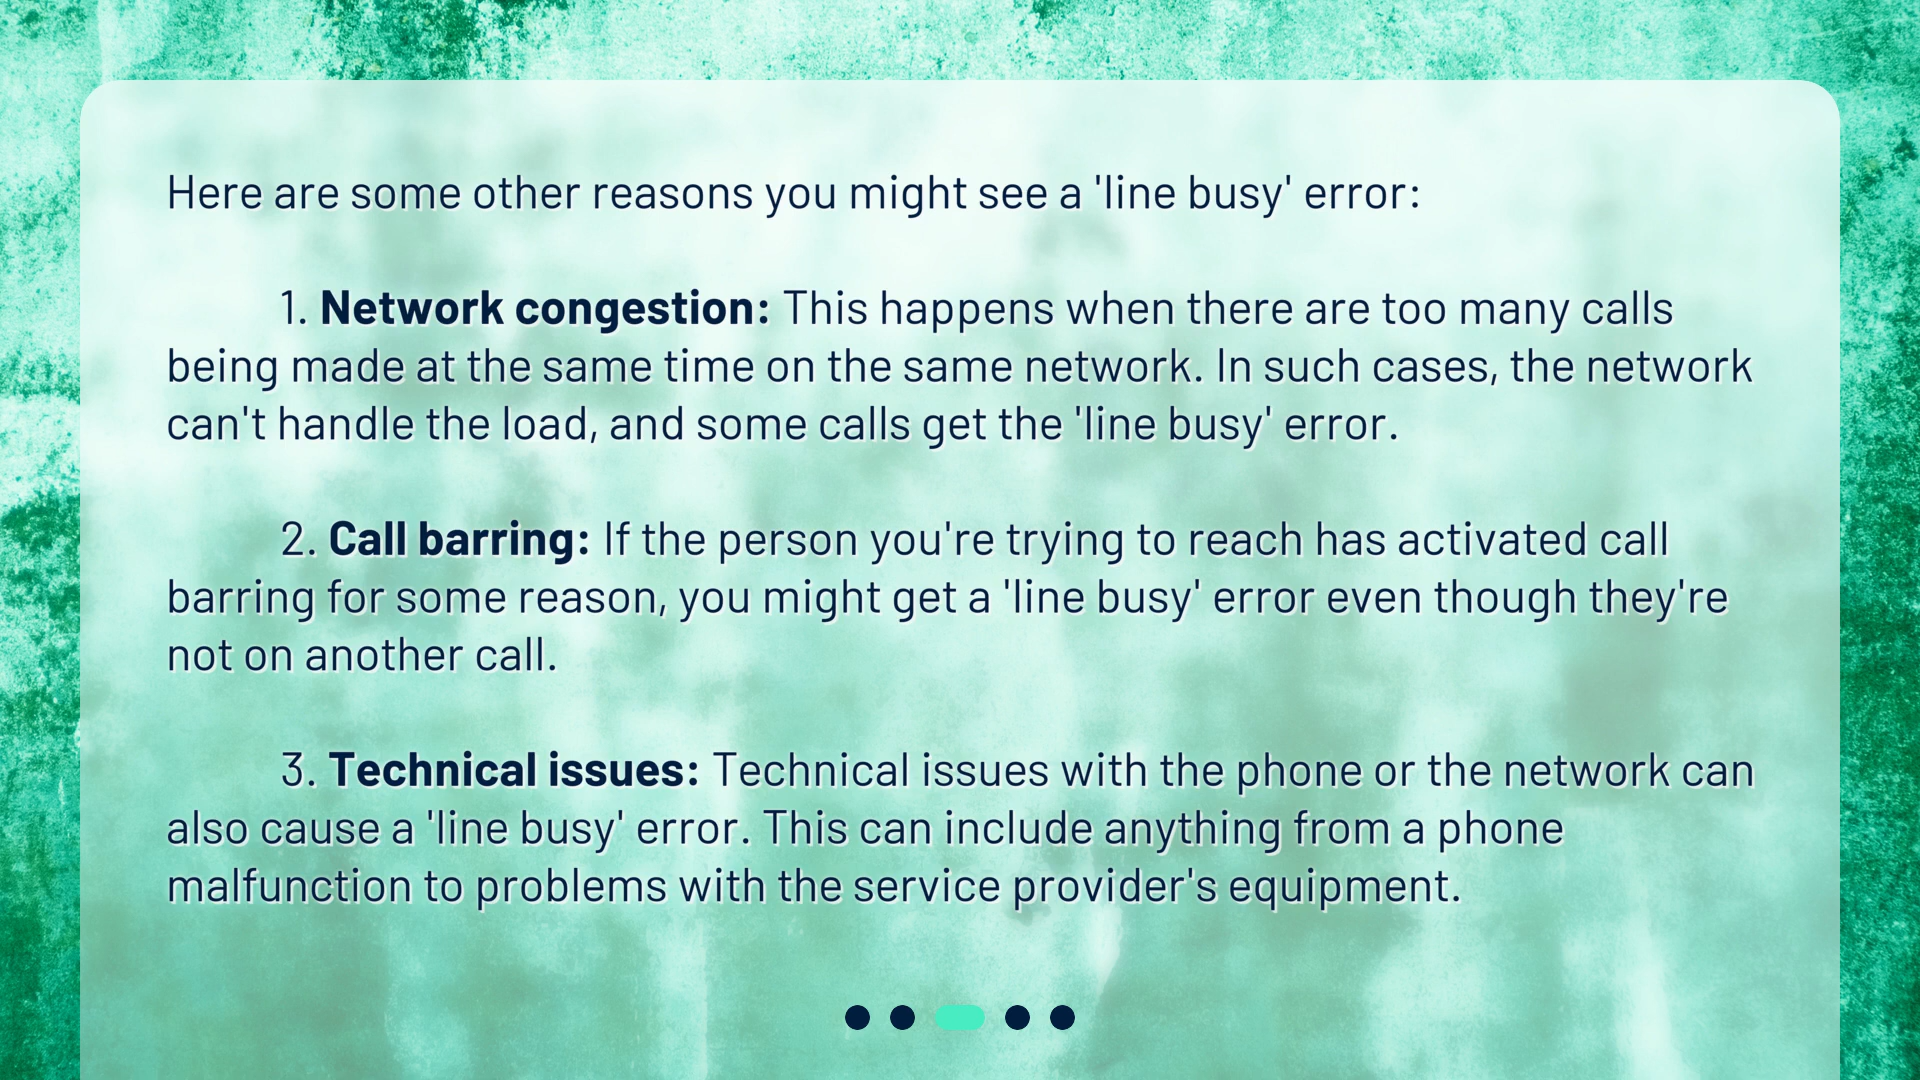 Here are some other reasons you might see a 'line busy' error:
1. Network congestion: This happens when there are too many calls
being made at the same time on the same network. In such cases, the network
can't handle the load, and some calls get the 'line busy' error.
2. Call barring: If the person you're trying to reach has activated call
barring for some reason, you might get a 'line busy' error even though they're
not on another call.
3. Technical issues: Technical issues with the phone or the network can
also cause a 'line busy' error. This can include anything from a phone
malfunction to problems with the service provider's equipment.